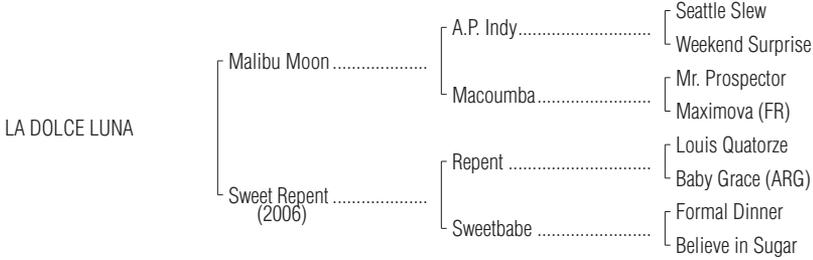 Seattle Slew
A.P. Indy
Weekend Surprise
Malibu Moon
Mr. Prospector
Macoumba
Maximova (FR)
LA DOLCE LUNA
Louis Quatorze
Repent
Baby Grace (ARG)
Sweet Repent
(2006)
Formal Dinner
Sweetbabe
Believe in Sugar